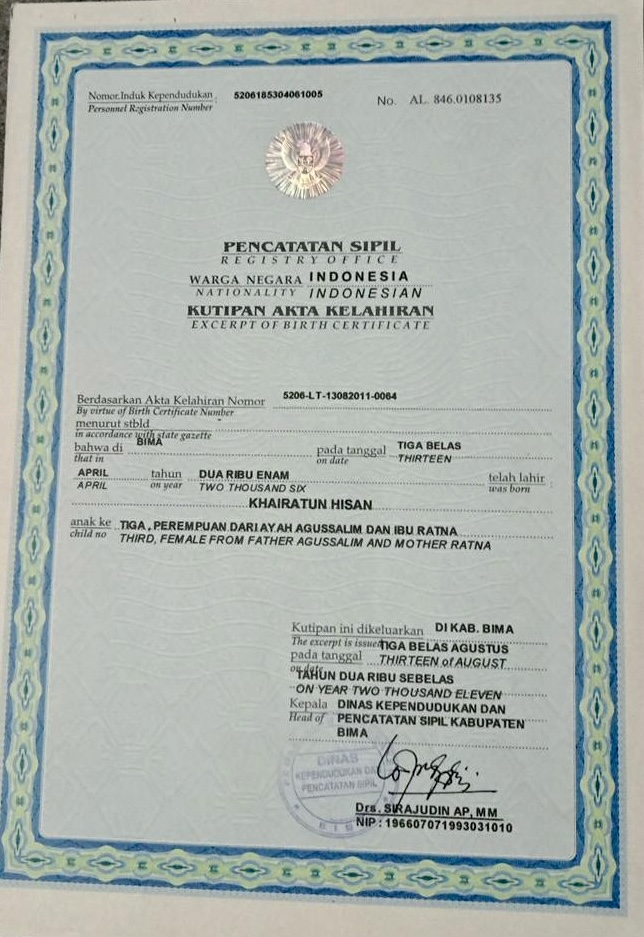 Nomor Induk Kependudukan : 5206185304061005 No. AL. 846.0108135
Personnel Registration Number
PENCATATAN SIPIL
REGISTRY OFFICE
WARGA NEGARA INDONESIA
NATIONALITY INDONESIAN
KUTIPAN AKTA KELAHIRAN
EXCERPT OF BIRTH CERTIFICATE
Berdasarkan Akta Kelahiran Nomor 5206-LT-13082011-0064
By virtue of Birth Certificate Number
menurut stbld
in accordance with state gazette
bahwa di BIMA pada tanggal TIGA BELAS
that in on date THIRTEEN
APRIL tahun DUA RIBU ENAM telah lahir
APRIL on year TWO THOUSAND SIX was born
KHAIRATUN HISAN
anak ke TIGA, PEREMPUAN DARI AYAH AGUSSALIM DAN IBU RATNA
child no THIRD, FEMALE FROM FATHER AGUSSALIM AND MOTHER RATNA
Kutipan ini dikeluarkan DI KAB. BIMA
The excerpt is issued TIGA BELAS AGUSTUS
pada tanggal THIRTEEN of AUGUST
on date TAHUN DUA RIBU SEBELAS
ON YEAR TWO THOUSAND ELEVEN
Kepala DINAS KEPENDUDUKAN DAN
Head of PENCATATAN SIPIL KABUPATEN
BIMA
DINAS
KEPENDUDUKAN DAN
PENCATATAN SIPIL
BIMA
Drs. SIRAJUDIN AP, MM
NIP : 196607071993031010